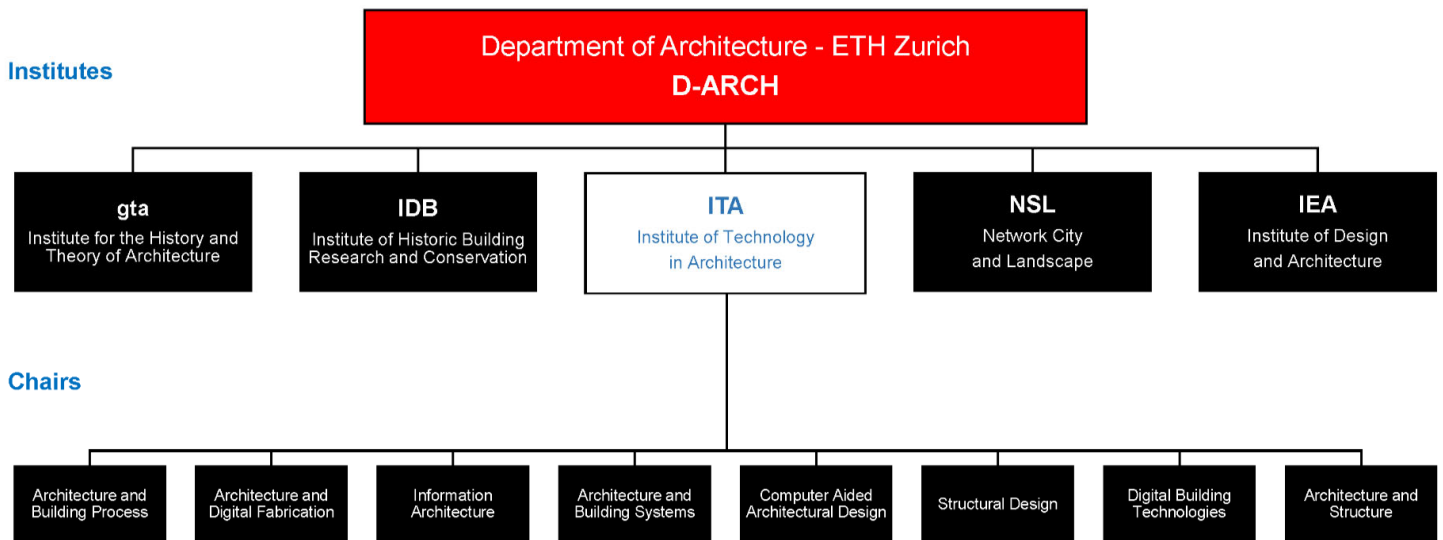 Department of Architecture - ETH Zurich
D-ARCH
Institutes
gta
Institute for the History and
Theory of Architecture
IDB
Institute of Historic Building
Research and Conservation
ITA
Institute of Technology
in Architecture
NSL
Network City
and Landscape
IEA
Institute of Design
and Architecture
Chairs
Architecture and
Building Process
Architecture and
Digital Fabrication
Information
Architecture
Architecture and
Building Systems
Computer Aided
Architectural Design
Structural Design
Digital Building
Technologies
Architecture and
Structure